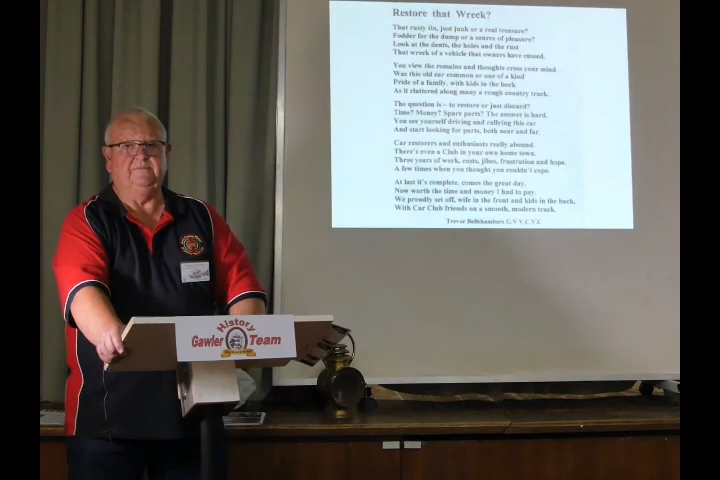 Restore that Wreck?
That rusty tin, just junk or a real treasure?
Fodder for the dump or a source of pleasure?
Look at the dents, the holes and the rust
That wreck of a vehicle that owners have cussed.
You view the remains and thoughts cross your mind
Was this old car common or one of a kind
Pride of a family, with kids in the back
As it clattered along many a rough country track.
The question is – to restore or just discard?
Time? Money? Spare parts? The answer is hard.
You see yourself driving and rallying this car
And start looking for parts, both near and far
Car restorers and enthusiasts really abound.
There's even a Club in your own home town.
Three years of work, costs, jibes, frustration and hope.
A few times when you thought you couldn't cope.
At last it's complete, comes the great day.
Now worth the time and money I had to pay.
We proudly set off, wife in the front and kids in the back,
With Car Club friends on a smooth, modern track.
Trevor Bellchambers G.V.V.C.V.C
History
Gawler Team